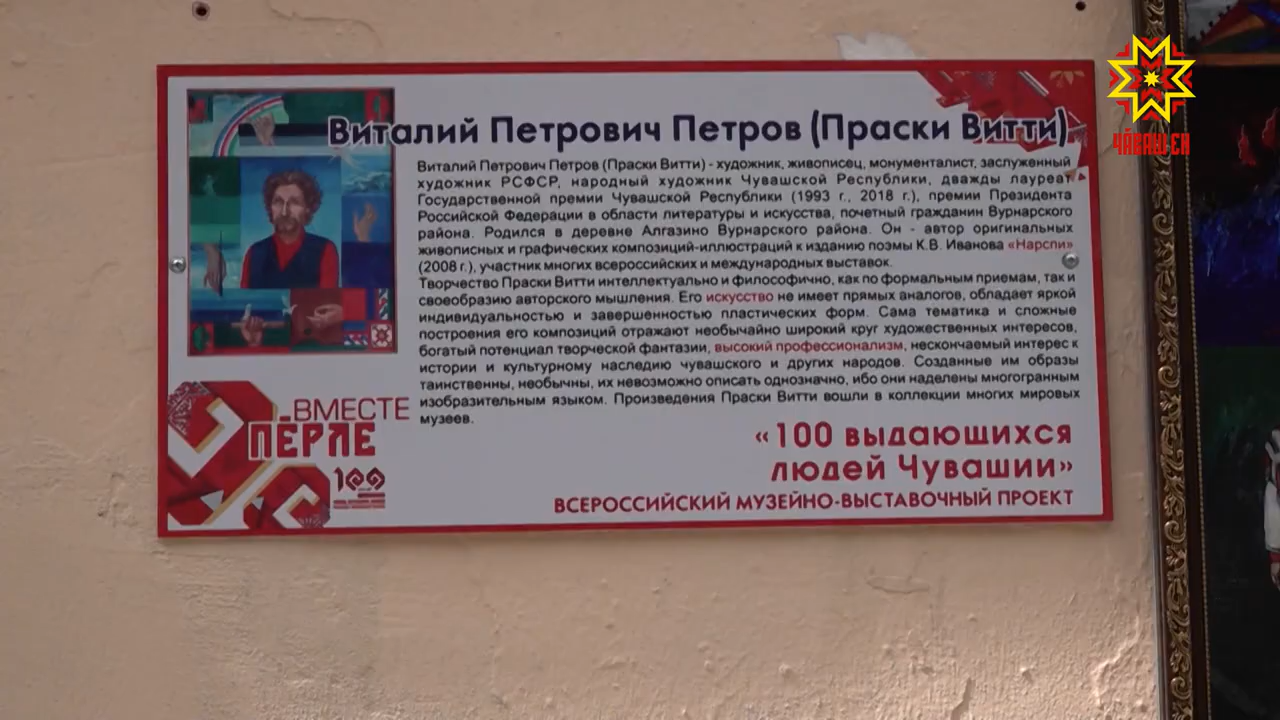 Виталий Петрович Петров (Праски Витти)
Виталий Петрович Петров (Праски Витти) - художник, живописец, монументалист, заслуженный
художник РСФСР, народный художник Чувашской Республики, дважды лауреат
Государственной премии Чувашской Республики (1993 г., 2018 г.), премии Президента
Российской Федерации в области литературы и искусства, почетный гражданин Вурнарского
района. Родился в деревне Алгазино Вурнарского района. Он - автор оригинальных
живописных и графических композиций-иллюстраций к изданию поэмы К.В. Иванова «Нарспи»
(2008 г.), участник многих всероссийских и международных выставок.
Творчество Праски Витти интеллектуально и философично, как по формальным приемам, так и
своеобразию авторского мышления. Его искусство не имеет прямых аналогов, обладает яркой
индивидуальностью и завершенностью пластических форм. Сама тематика и сложные
построения его композиций отражают необычайно широкий круг художественных интересов,
богатый потенциал творческой фантазии, высокий профессионализм, нескончаемый интерес к
истории и культурному наследию чувашского и других народов. Созданные им образы
таинственны, необычны, их невозможно описать однозначно, ибо они наделены многогранным
изобразительным языком. Произведения Праски Витти вошли в коллекции многих мировых
музеев.
ВМЕСТЕ
ПӖРЛЕ
100
«100 выдающихся
людей Чувашии»
ВСЕРОССИЙСКИЙ МУЗЕЙНО-ВЫСТАВОЧНЫЙ ПРОЕКТ
ЧӐВАШ ЕН